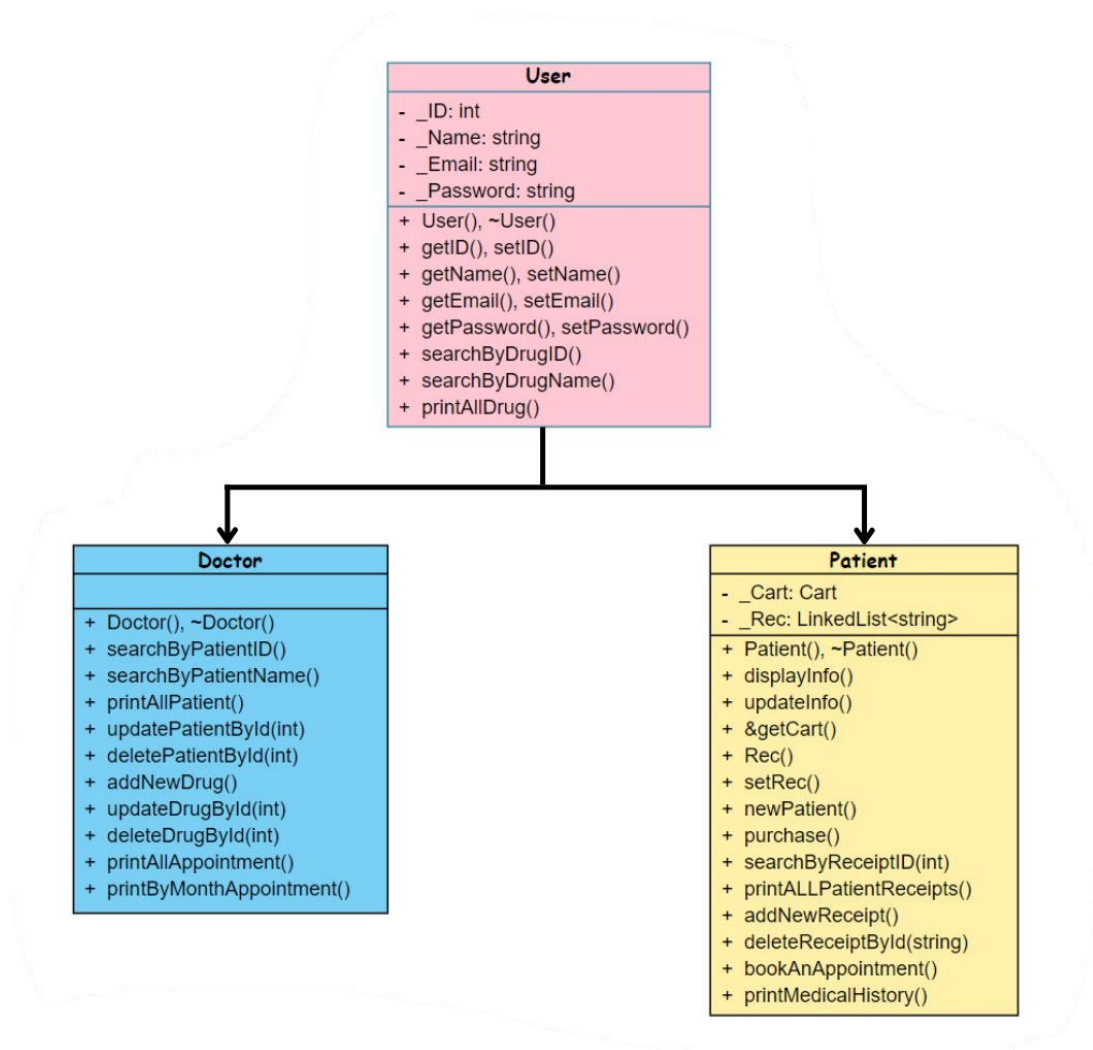 User
- _ID: int
- _Name: string
- _Email: string
- _Password: string
+ User(), ~User()
+ getID(), setID()
+ getName(), setName()
+ getEmail(), setEmail()
+ getPassword(), setPassword()
+ searchByDrugID()
+ searchByDrugName()
+ printAllDrug()
Doctor
+ Doctor(), ~Doctor()
+ searchByPatientID()
+ searchByPatientName()
+ printAllPatient()
+ updatePatientById(int)
+ deletePatientById(int)
+ addNewDrug()
+ updateDrugById(int)
+ deleteDrugById(int)
+ printAllAppointment()
+ printByMonthAppointment()
Patient
- _Cart: Cart
- _Rec: LinkedList<string>
+ Patient(), ~Patient()
+ displayInfo()
+ updateInfo()
+ &getCart()
+ Rec()
+ setRec()
+ newPatient()
+ purchase()
+ searchByReceiptID(int)
+ printALLPatientReceipts()
+ addNewReceipt()
+ deleteReceiptById(string)
+ bookAnAppointment()
+ printMedicalHistory()